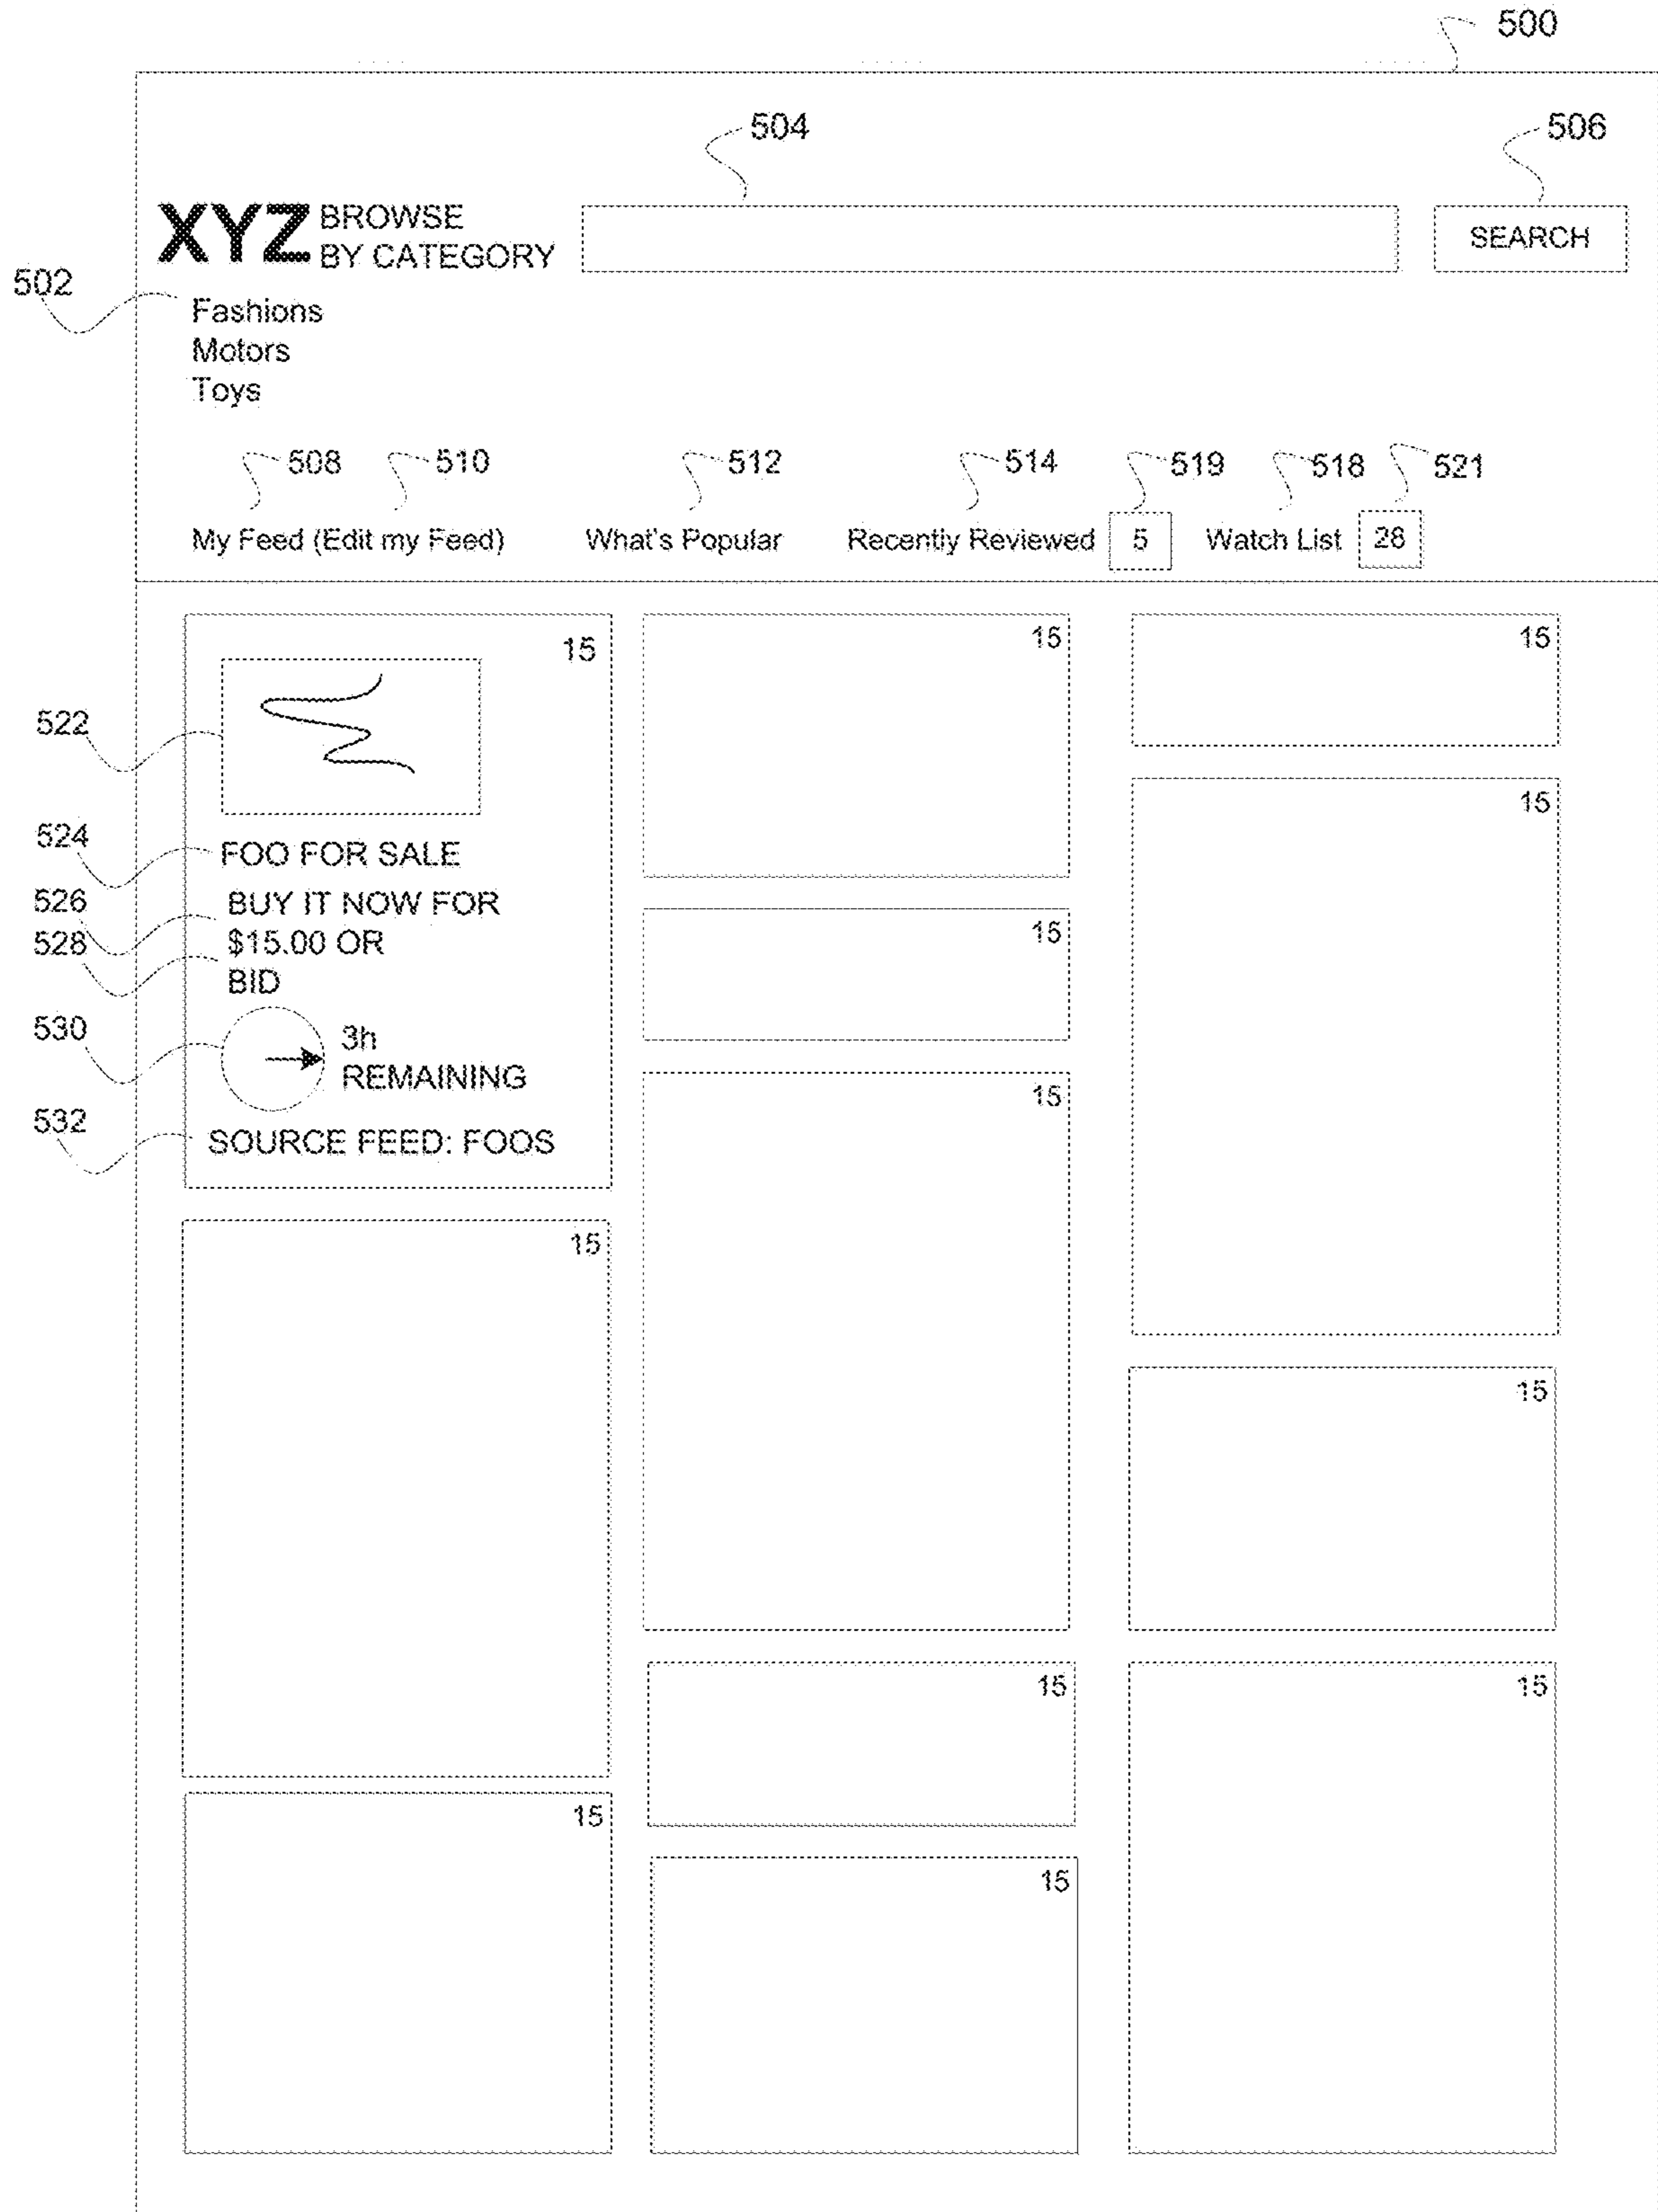 500
504
506
XYZ BROWSE
BY CATEGORY
SEARCH
502
Fashions
Motors
Toys
508
510
512
514
519
518
521
My Feed (Edit my Feed)
What's Popular
Recently Reviewed
5
Watch List
28
15
522
524
FOO FOR SALE
526
BUY IT NOW FOR
528
$15.00 OR
BID
530
3h
REMAINING
532
SOURCE FEED: FOOS
15
15
15
15
15
15
15
15
15
15
15